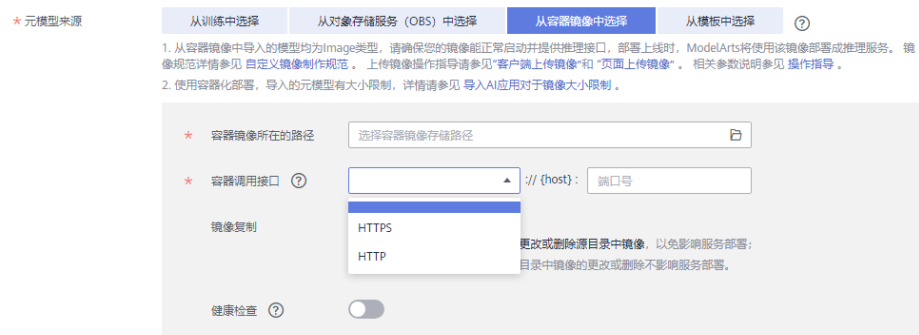 * 元模型来源 从训练中选择 从对象存储服务（OBS）中选择 从容器镜像中选择 从模板中选择 ?
1. 从容器镜像中导入的模型均为Image类型，请确保您的镜像能正常启动并提供推理接口，部署上线时，ModelArts将使用该镜像部署成推理服务。 镜
像规范详情参见 自定义镜像制作规范 。 上传镜像操作指导请参见"客户端上传镜像"和 "页面上传镜像" 。 相关参数说明参见 操作指导 。
2. 使用容器化部署，导入的元模型有大小限制，详情请参见 导入AI应用对于镜像大小限制 。
* 容器镜像所在的路径 选择容器镜像存储路径
* 容器调用接口 ? :// {host} : 端口号
镜像复制
HTTPS
更改或删除源目录中镜像，以免影响服务部署；
HTTP
目录中镜像的更改或删除不影响服务部署。
健康检查 ?